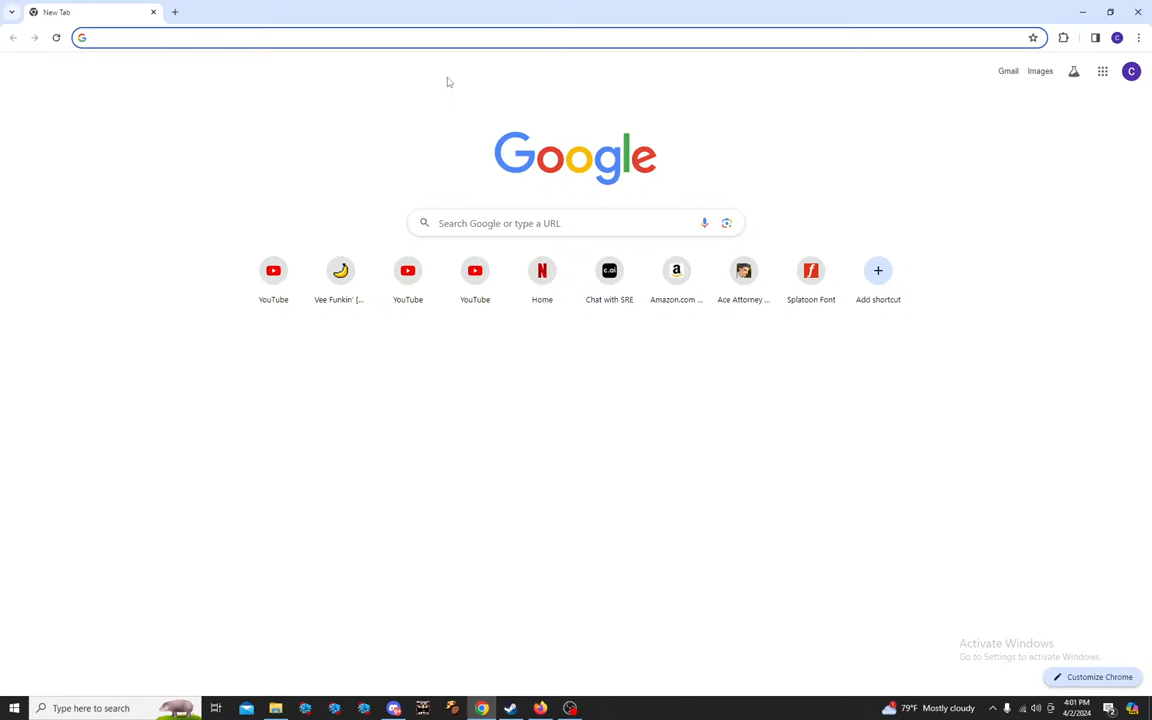 New Tab
Gmail
Images
C
C
Google
Search Google or type a URL
YouTube
Vee Funkin' [...
YouTube
YouTube
Home
Chat with SRE
Amazon.com ...
Ace Attorney ...
Splatoon Font
Add shortcut
Activate Windows
Go to Settings to activate Windows.
Customize Chrome
Type here to search
79°F Mostly cloudy
4:01 PM
4/2/2024